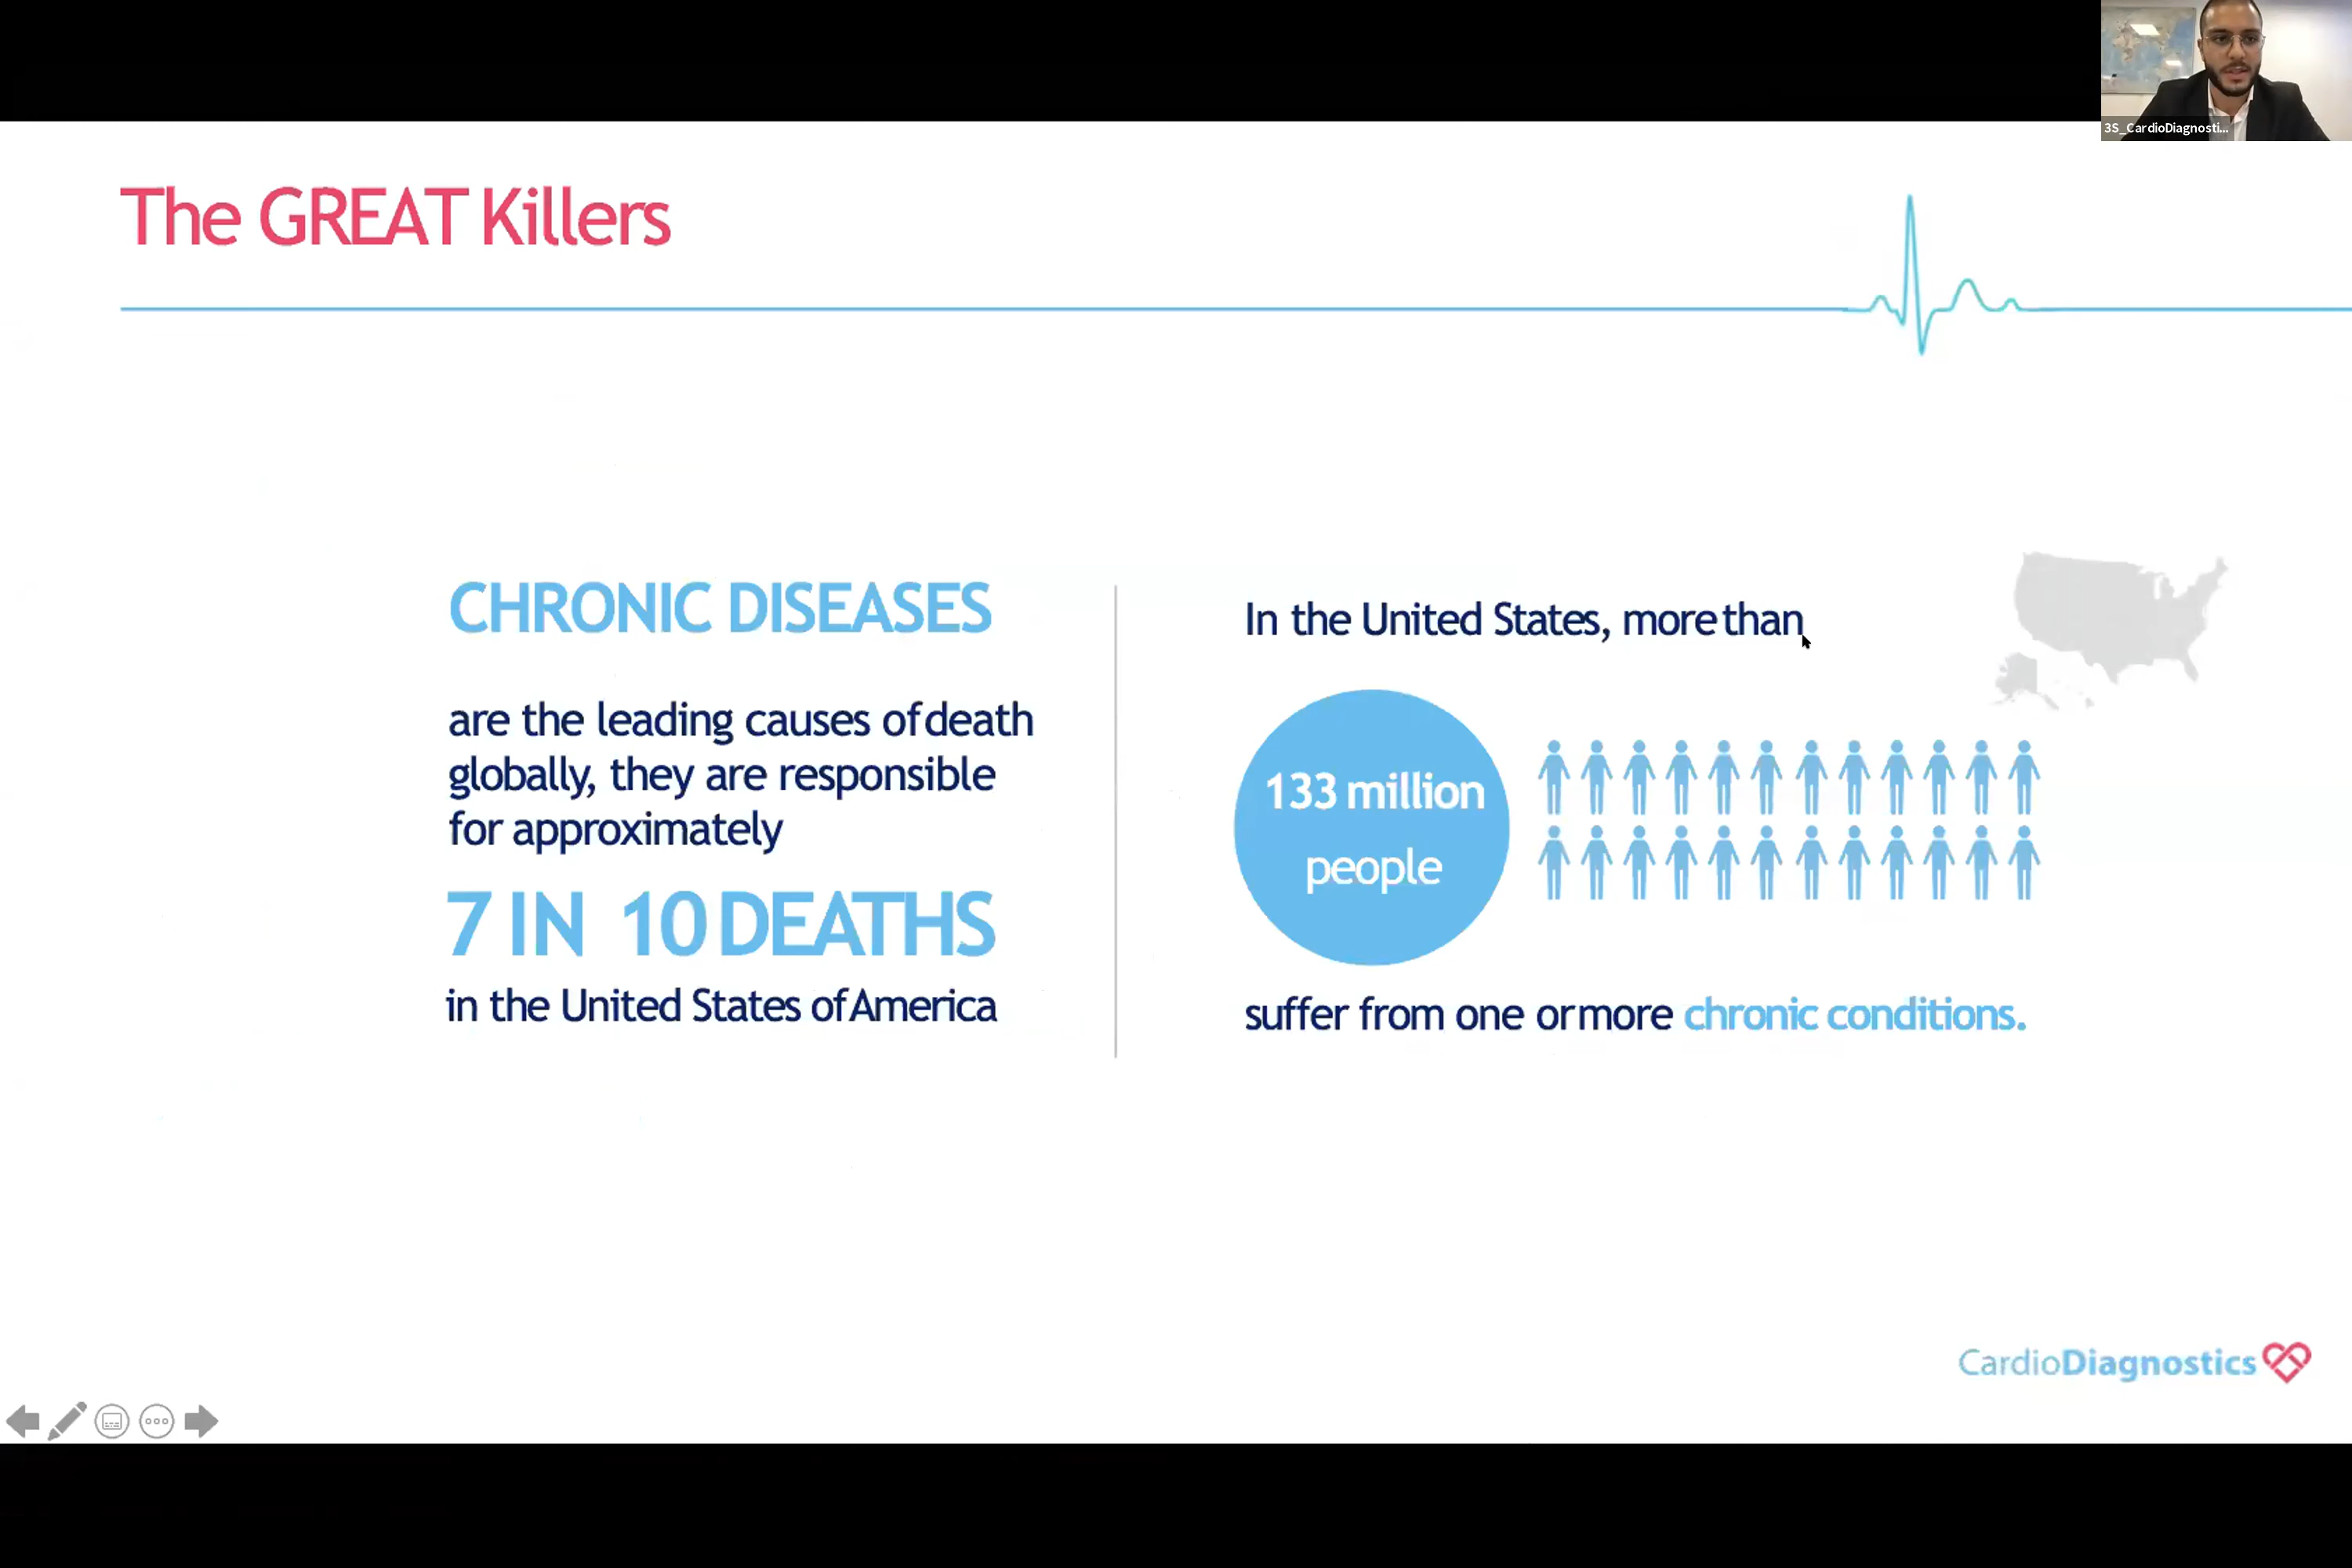 3S_CardioDiagnosti...
The GREAT Killers
CHRONIC DISEASES
are the leading causes of death
globally, they are responsible
for approximately
7 IN 10 DEATHS
in the United States of America
In the United States, more than
133 million
people
suffer from one or more chronic conditions.
CardioDiagnostics